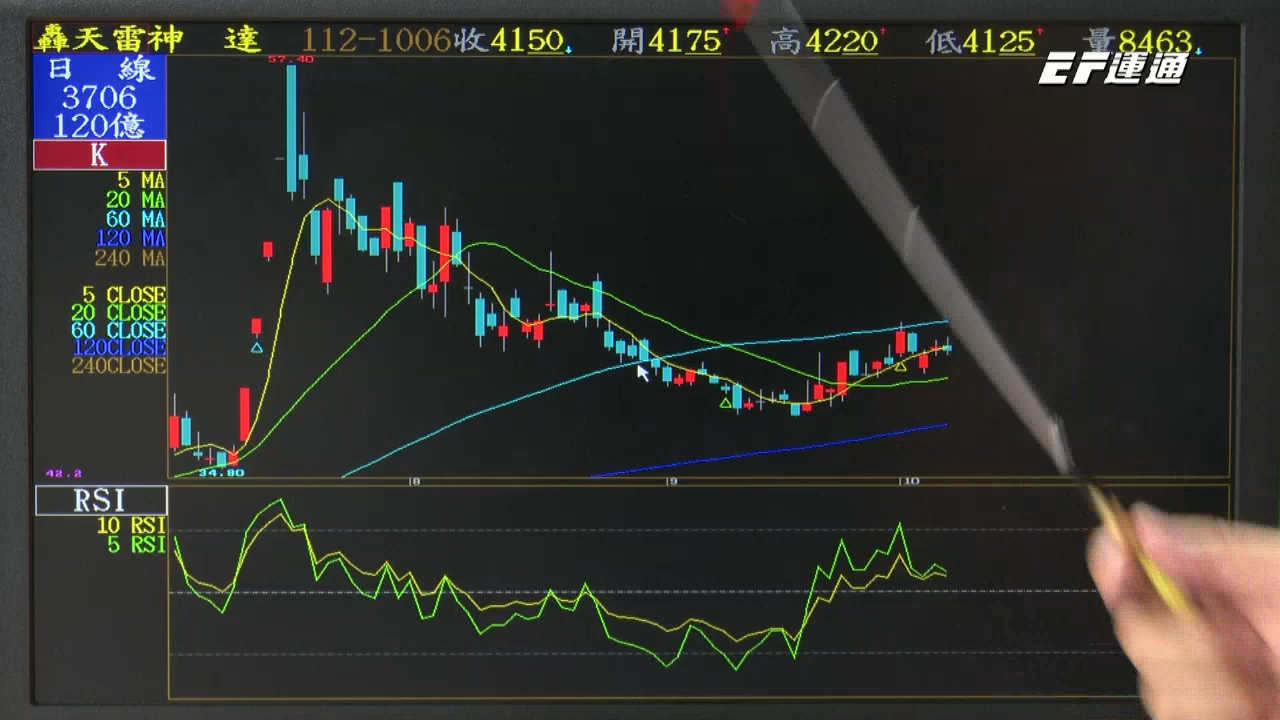 轟天雷神 達 112-1006收4150↓ 開4175↑ 高4220↑ 低4125↑ 量8463↓
EF運通
日 線
3706
120億
K
5 MA
20 MA
60 MA
120 MA
240 MA
5 CLOSE
20 CLOSE
60 CLOSE
120CLOSE
240CLOSE
57.40
42.2
34.80
8 9 10
RSI
10 RSI
5 RSI